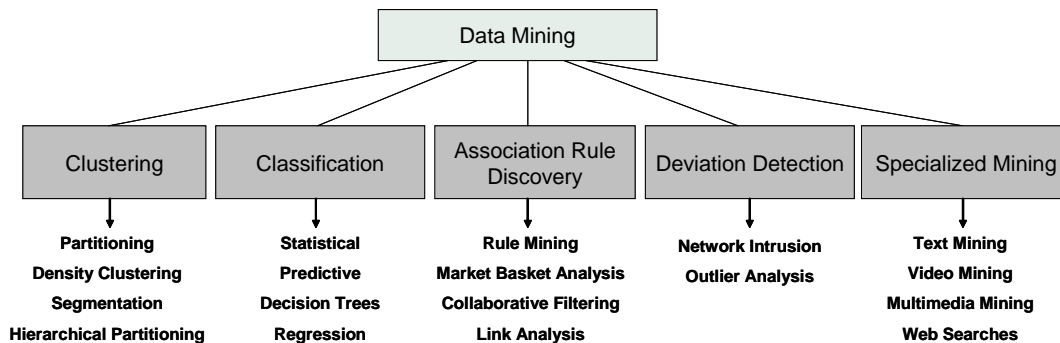 Data Mining
Clustering
Classification
Association Rule
Discovery
Deviation Detection
Specialized Mining
Partitioning
Density Clustering
Segmentation
Hierarchical Partitioning
Statistical
Predictive
Decision Trees
Regression
Rule Mining
Market Basket Analysis
Collaborative Filtering
Link Analysis
Network Intrusion
Outlier Analysis
Text Mining
Video Mining
Multimedia Mining
Web Searches